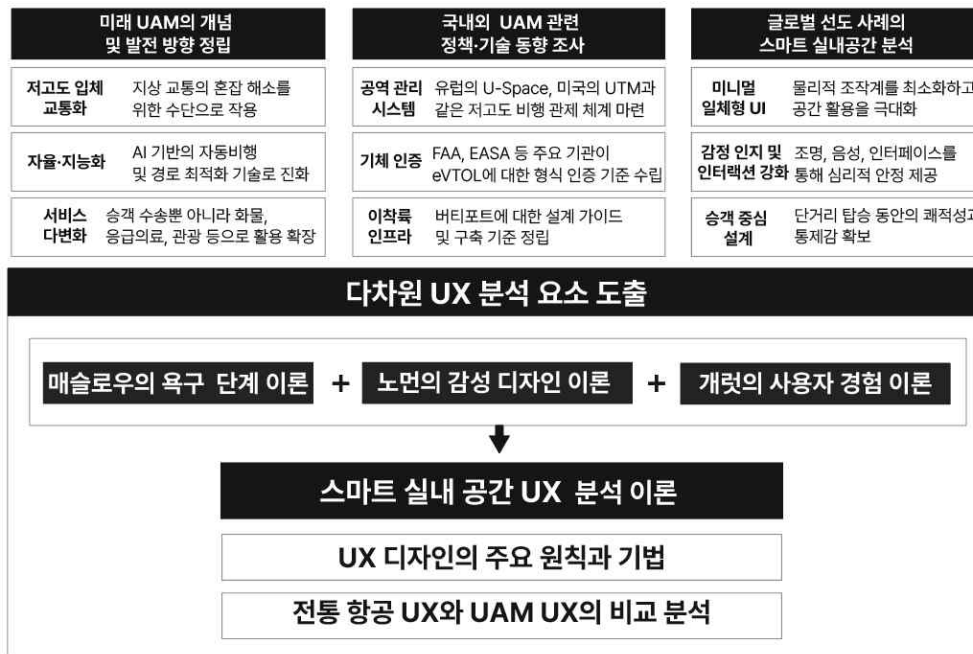 미래 UAM의 개념
및 발전 방향 정립
저고도 입체
교통화
지상 교통의 혼잡 해소를
위한 수단으로 작용
자율·지능화
AI 기반의 자동비행
및 경로 최적화 기술로 진화
서비스
다변화
승객 수송뿐 아니라 화물,
응급의료, 관광 등으로 활용 확장
국내외 UAM 관련
정책·기술 동향 조사
공역 관리
시스템
유럽의 U-Space, 미국의 UTM과
같은 저고도 비행 관제 체계 마련
기체 인증
FAA, EASA 등 주요 기관이
eVTOL에 대한 형식 인증 기준 수립
이착륙
인프라
버티포트에 대한 설계 가이드
및 구축 기준 정립
글로벌 선도 사례의
스마트 실내공간 분석
미니멀
일체형 UI
물리적 조작계를 최소화하고
공간 활용을 극대화
감정 인지 및
인터랙션 강화
조명, 음성, 인터페이스를
통해 심리적 안정 제공
승객 중심
설계
단거리 탑승 동안의 쾌적성과
통제감 확보
다차원 UX 분석 요소 도출
매슬로우의 욕구 단계 이론 + 노먼의 감성 디자인 이론 + 개럿의 사용자 경험 이론
스마트 실내 공간 UX 분석 이론
UX 디자인의 주요 원칙과 기법
전통 항공 UX와 UAM UX의 비교 분석